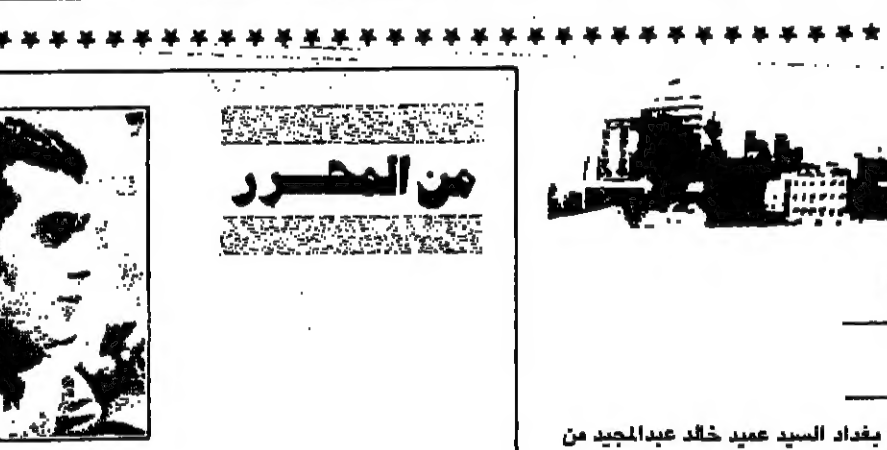 من المحرر
بغداد السيد عميد خالد عبدالمجيد من